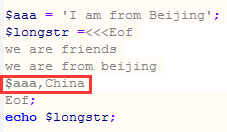 $aaa = 'I am from Beijing';
$longstr =<<<Eof
we are friends
we are from beijing
$aaa,China
Eof;
echo $longstr;